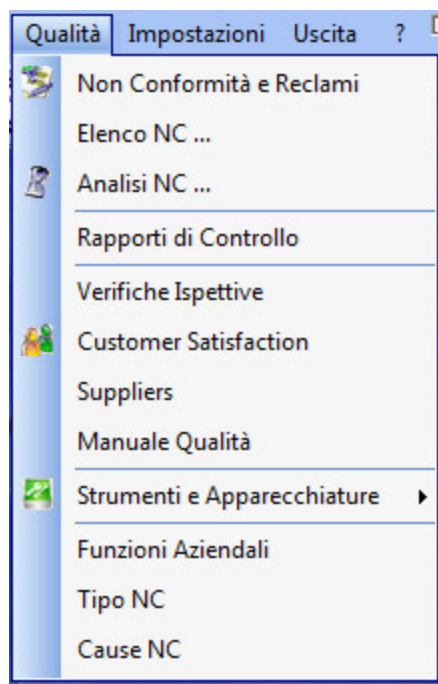 Qualità Impostazioni Uscita ?
Non Conformità e Reclami
Elenco NC ...
Analisi NC ...
Rapporti di Controllo
Verifiche Ispettive
Customer Satisfaction
Suppliers
Manuale Qualità
Strumenti e Apparecchiature
Funzioni Aziendali
Tipo NC
Cause NC